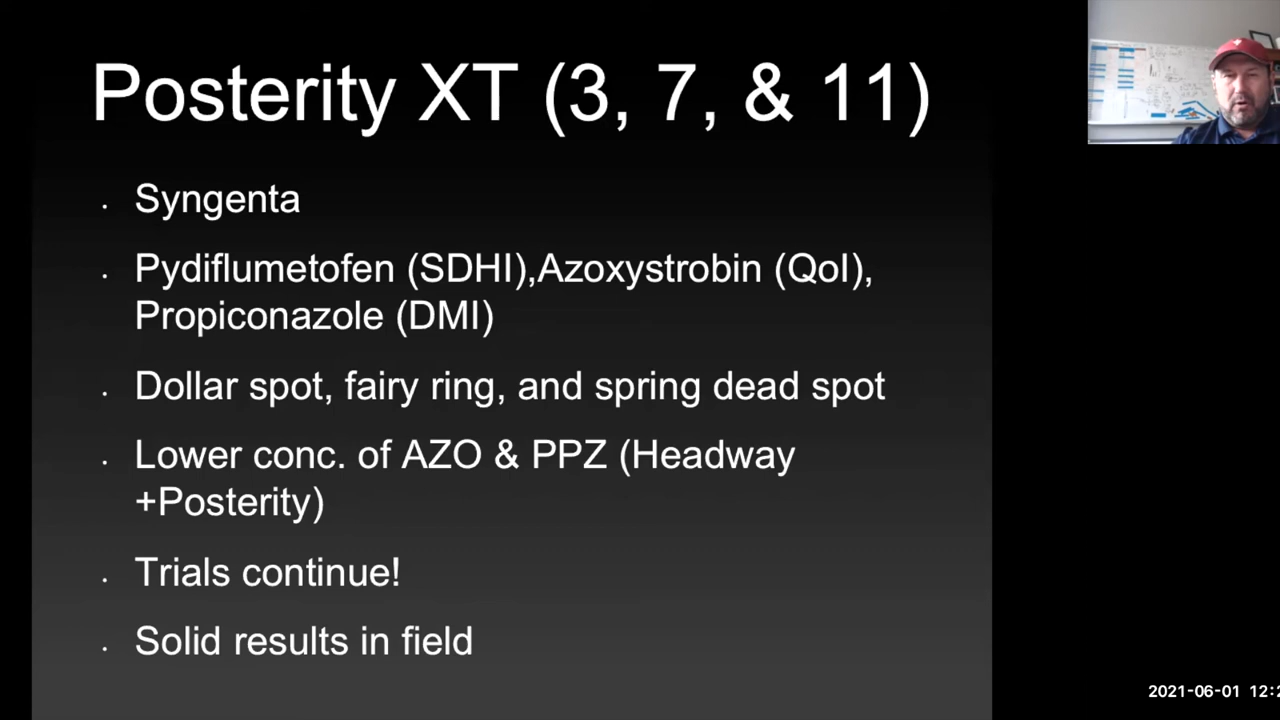 Posterity XT (3, 7, & 11)
• Syngenta
• Pydiflumetofen (SDHI),Azoxystrobin (QoI),
Propiconazole (DMI)
• Dollar spot, fairy ring, and spring dead spot
• Lower conc. of AZO & PPZ (Headway
+Posterity)
• Trials continue!
• Solid results in field
2021-06-01 12:2